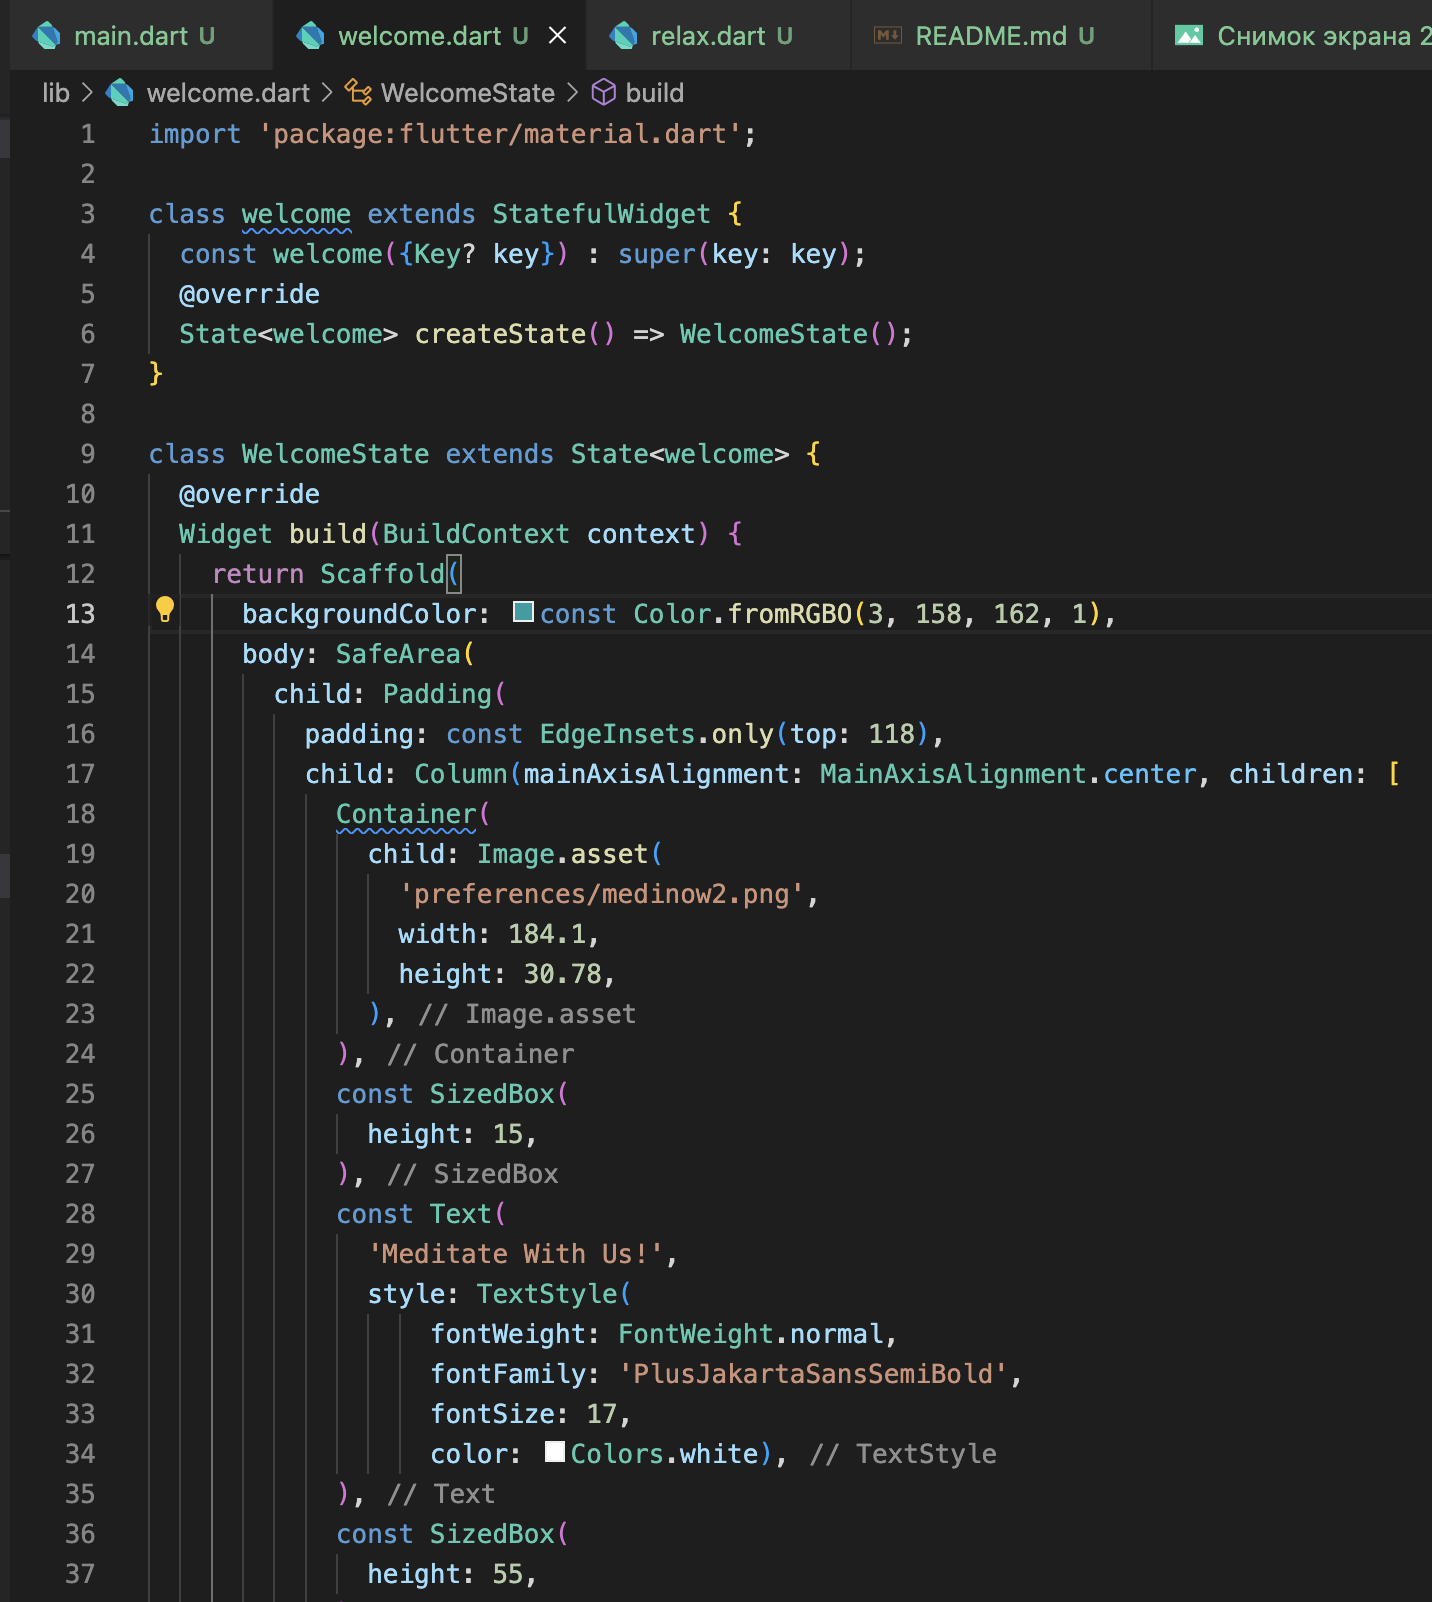 main.dart U welcome.dart U relax.dart U README.md U Снимок экрана 2
lib > welcome.dart > WelcomeState > build
1 import 'package:flutter/material.dart';
2
3 class welcome extends StatefulWidget {
4 const welcome({Key? key}) : super(key: key);
5 @override
6 State<welcome> createState() => WelcomeState();
7 }
8
9 class WelcomeState extends State<welcome> {
10 @override
11 Widget build(BuildContext context) {
12 return Scaffold(
13 backgroundColor: const Color.fromRGBO(3, 158, 162, 1),
14 body: SafeArea(
15 child: Padding(
16 padding: const EdgeInsets.only(top: 118),
17 child: Column(mainAxisAlignment: MainAxisAlignment.center, children: [
18 Container(
19 child: Image.asset(
20 'preferences/medinow2.png',
21 width: 184.1,
22 height: 30.78,
23 ), // Image.asset
24 ), // Container
25 const SizedBox(
26 height: 15,
27 ), // SizedBox
28 const Text(
29 'Meditate With Us!',
30 style: TextStyle(
31 fontWeight: FontWeight.normal,
32 fontFamily: 'PlusJakartaSansSemiBold',
33 fontSize: 17,
34 color: Colors.white), // TextStyle
35 ), // Text
36 const SizedBox(
37 height: 55,